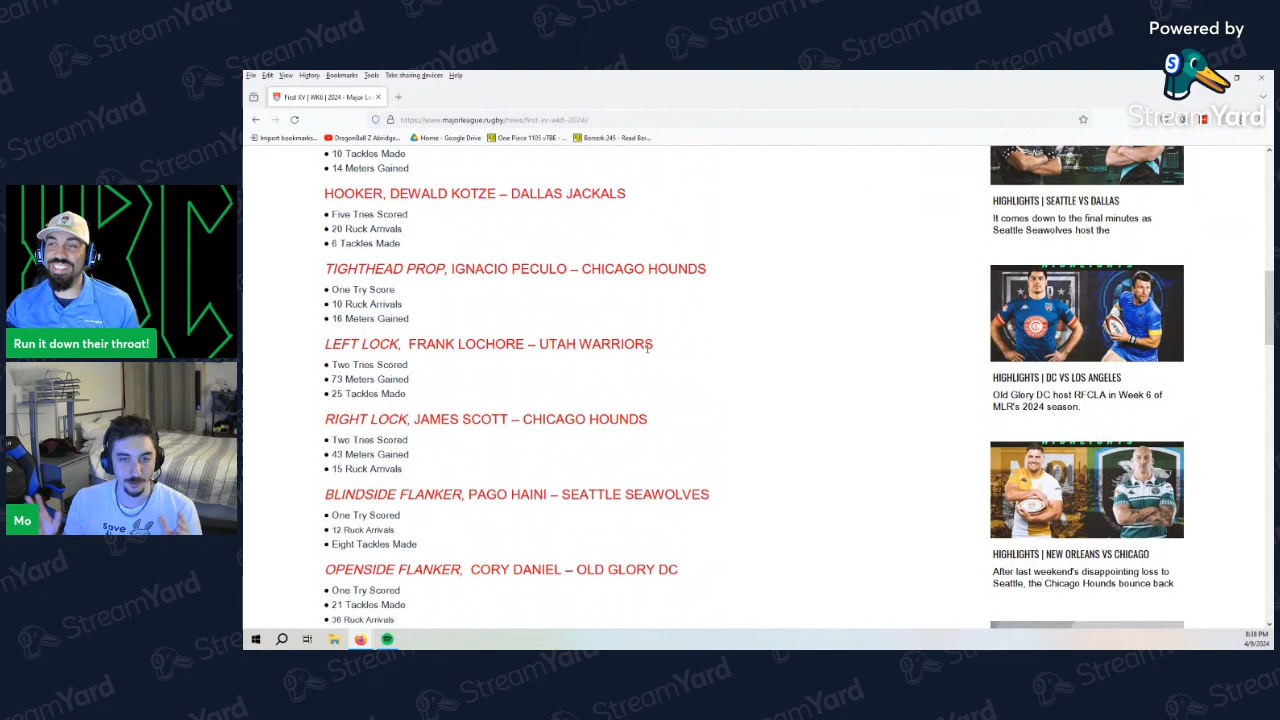 Powered by
StreamYard
File Edit View History Bookmarks Tools Tabs sharing devices Help
First XV | WK6 | 2024 - Major Le
https://www.majorleague.rugby/news/first-xv-wk6-2024/
Import bookmarks... DragonBall Z Abridge... Home - Google Drive One Piece 1105 vTBE - ... Berserk 245 - Read Ber...
• 10 Tackles Made
• 14 Meters Gained
HOOKER, DEWALD KOTZE – DALLAS JACKALS
• Five Tries Scored
• 20 Ruck Arrivals
• 6 Tackles Made
TIGHTHEAD PROP, IGNACIO PECULO – CHICAGO HOUNDS
• One Try Score
• 10 Ruck Arrivals
• 16 Meters Gained
LEFT LOCK, FRANK LOCHORE – UTAH WARRIORS
• Two Tries Scored
• 73 Meters Gained
• 25 Tackles Made
RIGHT LOCK, JAMES SCOTT – CHICAGO HOUNDS
• Two Tries Scored
• 43 Meters Gained
• 15 Ruck Arrivals
BLINDSIDE FLANKER, PAGO HAINI – SEATTLE SEAWOLVES
• One Try Scored
• 12 Ruck Arrivals
• Eight Tackles Made
OPENSIDE FLANKER, CORY DANIEL – OLD GLORY DC
• One Try Scored
• 21 Tackles Made
• 36 Ruck Arrivals
HIGHLIGHTS | SEATTLE VS DALLAS
It comes down to the final minutes as
Seattle Seawolves host the
HIGHLIGHTS | DC VS LOS ANGELES
Old Glory DC host RFCLA in Week 6 of
MLR's 2024 season.
HIGHLIGHTS | NEW ORLEANS VS CHICAGO
After last weekend's disappointing loss to
Seattle, the Chicago Hounds bounce back
8:38 PM
4/9/2024
Run it down their throat!
Mo
save